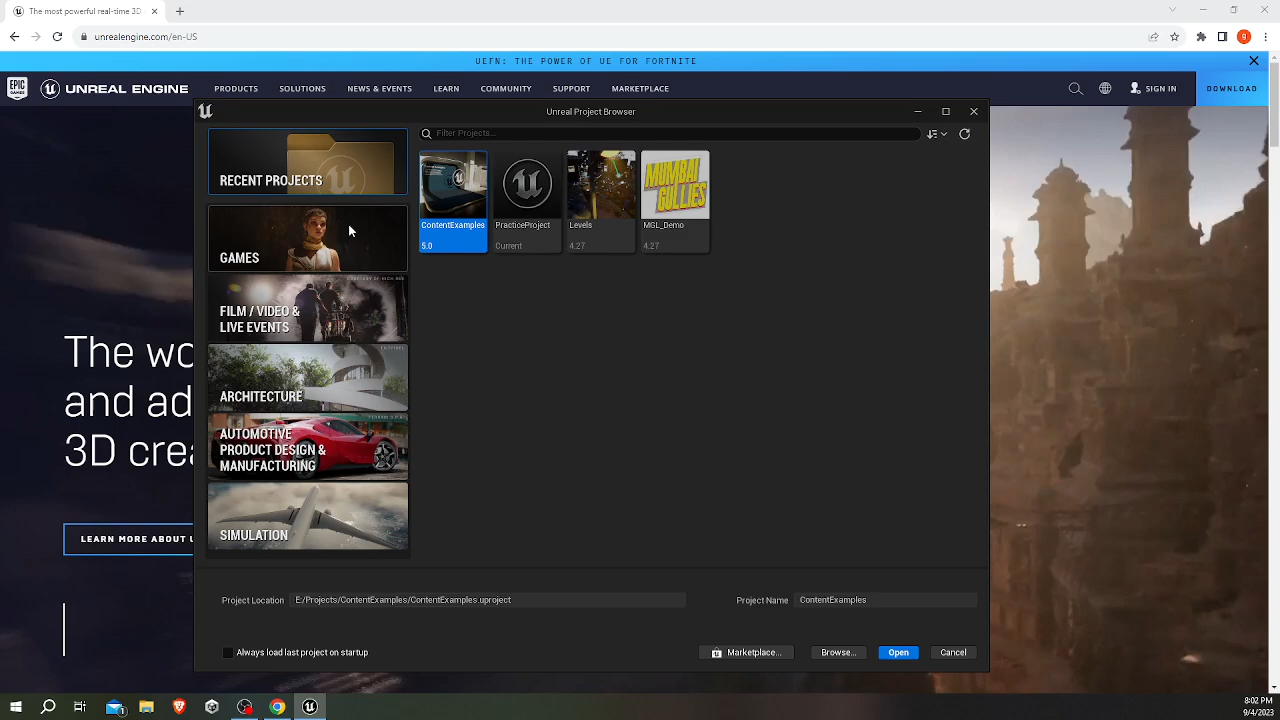 The most powerful real-time 3D
unrealengine.com/en-US
g
UEFN: THE POWER OF UE FOR FORTNITE
EPIC GAMES
UNREAL ENGINE
PRODUCTS
SOLUTIONS
NEWS & EVENTS
LEARN
COMMUNITY
SUPPORT
MARKETPLACE
SIGN IN
DOWNLOAD
The wo
and ad
3D crea
LEARN MORE ABOUT U
Unreal Project Browser
RECENT PROJECTS
GAMES
FILM / VIDEO &
LIVE EVENTS
ARCHITECTURE
AUTOMOTIVE
PRODUCT DESIGN &
MANUFACTURING
SIMULATION
Filter Projects...
ContentExamples
5.0
PracticeProject
Current
Levels
4.27
MUMBAI
GULLIES
MGL_Demo
4.27
Project Location
E:/Projects/ContentExamples/ContentExamples.uproject
Project Name
ContentExamples
Always load last project on startup
Marketplace...
Browse...
Open
Cancel
1
8:02 PM
9/4/2023